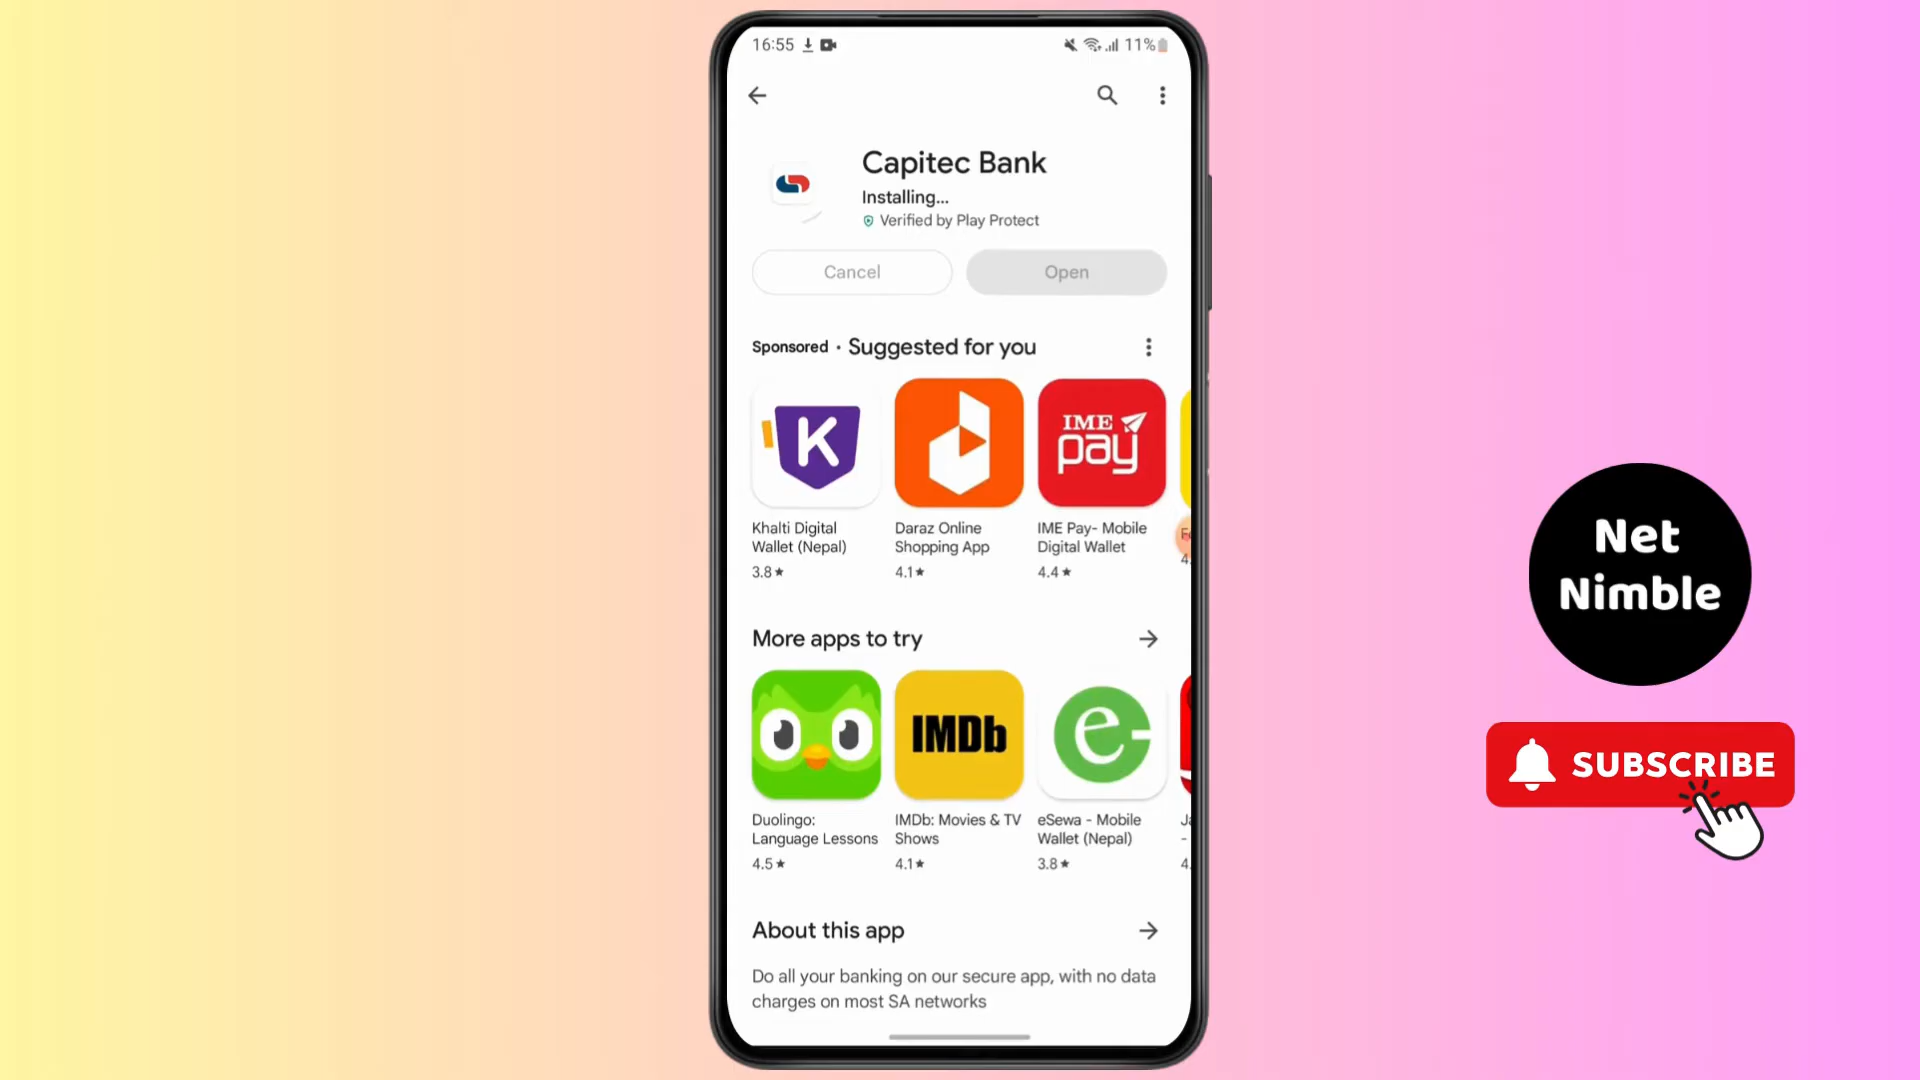 16:55
11%
Capitec Bank
Installing...
Verified by Play Protect
Cancel
Open
Sponsored · Suggested for you
K
IME
pay
Khalti Digital
Wallet (Nepal)
3.8★
Daraz Online
Shopping App
4.1★
IME Pay- Mobile
Digital Wallet
4.4★
4.
More apps to try
IMDb
e
Duolingo:
Language Lessons
4.5★
IMDb: Movies & TV
Shows
4.1★
eSewa - Mobile
Wallet (Nepal)
3.8★
-
4.
About this app
Do all your banking on our secure app, with no data
charges on most SA networks
Net
Nimble
SUBSCRIBE